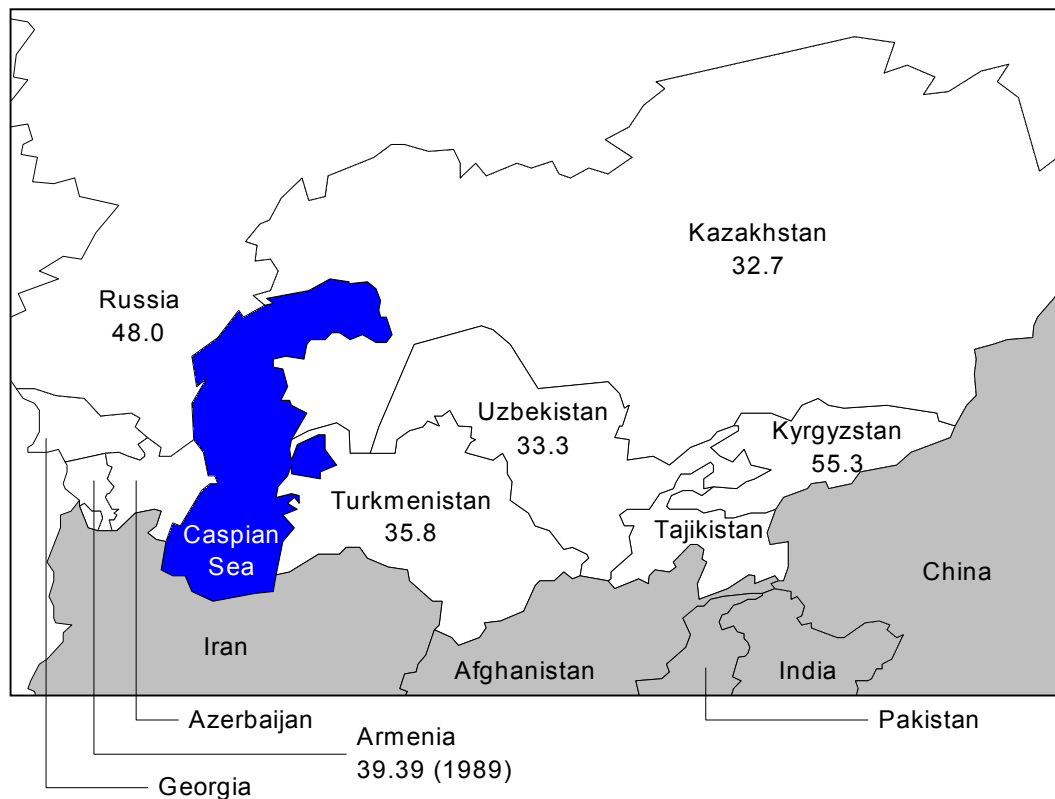 Kazakhstan
32.7
Russia
48.0
Uzbekistan
33.3
Kyrgyzstan
55.3
Turkmenistan
35.8
Tajikistan
Caspian
Sea
China
Iran
Afghanistan
India
Azerbaijan
Pakistan
Armenia
39.39 (1989)
Georgia